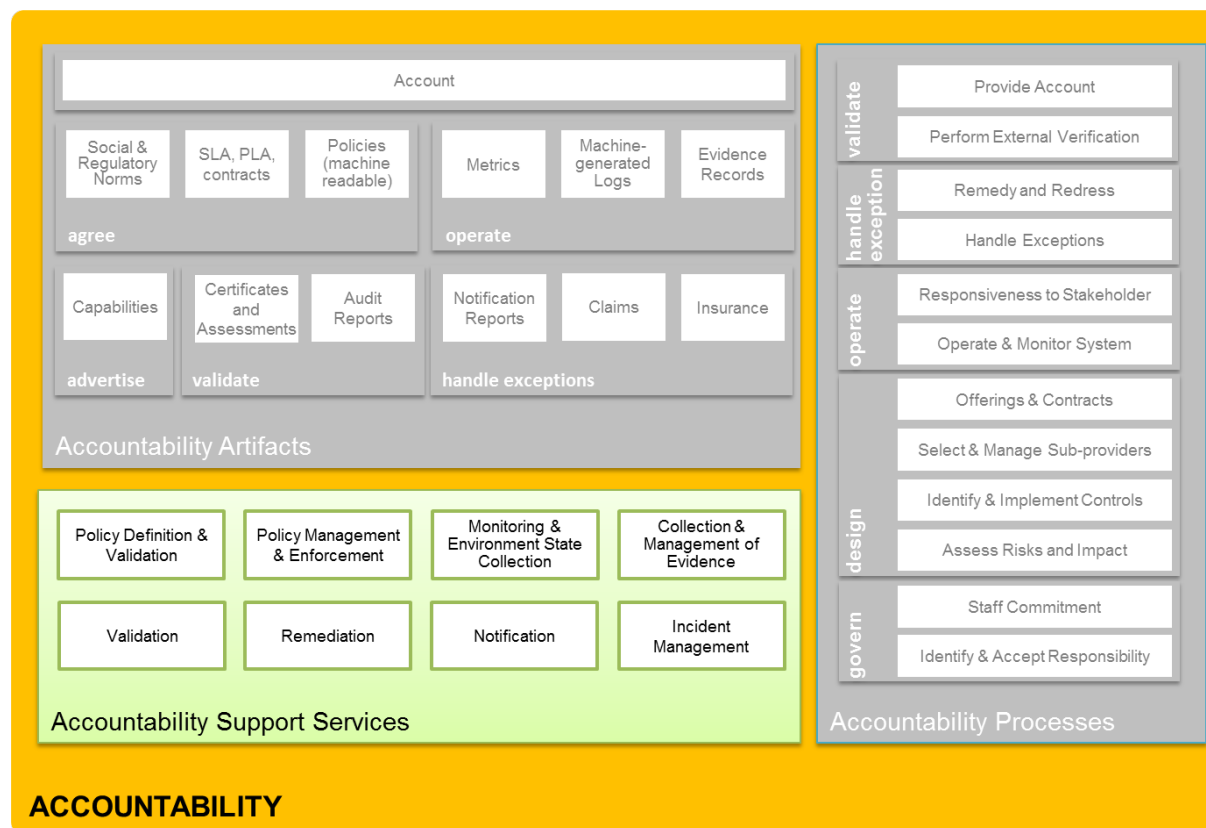 Account
Social &
Regulatory
Norms
SLA, PLA,
contracts
Policies
(machine
readable)
agree
Metrics
Machine-
generated
Logs
Evidence
Records
operate
Capabilities
advertise
Certificates
and
Assessments
Audit
Reports
validate
Notification
Reports
Claims
Insurance
handle exceptions
Accountability Artifacts
Policy Definition &
Validation
Policy Management
& Enforcement
Monitoring &
Environment State
Collection
Collection &
Management of
Evidence
Validation
Remediation
Notification
Incident
Management
Accountability Support Services
validate
Provide Account
Perform External Verification
handle
exception
Remedy and Redress
Handle Exceptions
operate
Responsiveness to Stakeholder
Operate & Monitor System
design
Offerings & Contracts
Select & Manage Sub-providers
Identify & Implement Controls
Assess Risks and Impact
govern
Staff Commitment
Identify & Accept Responsibility
Accountability Processes
ACCOUNTABILITY